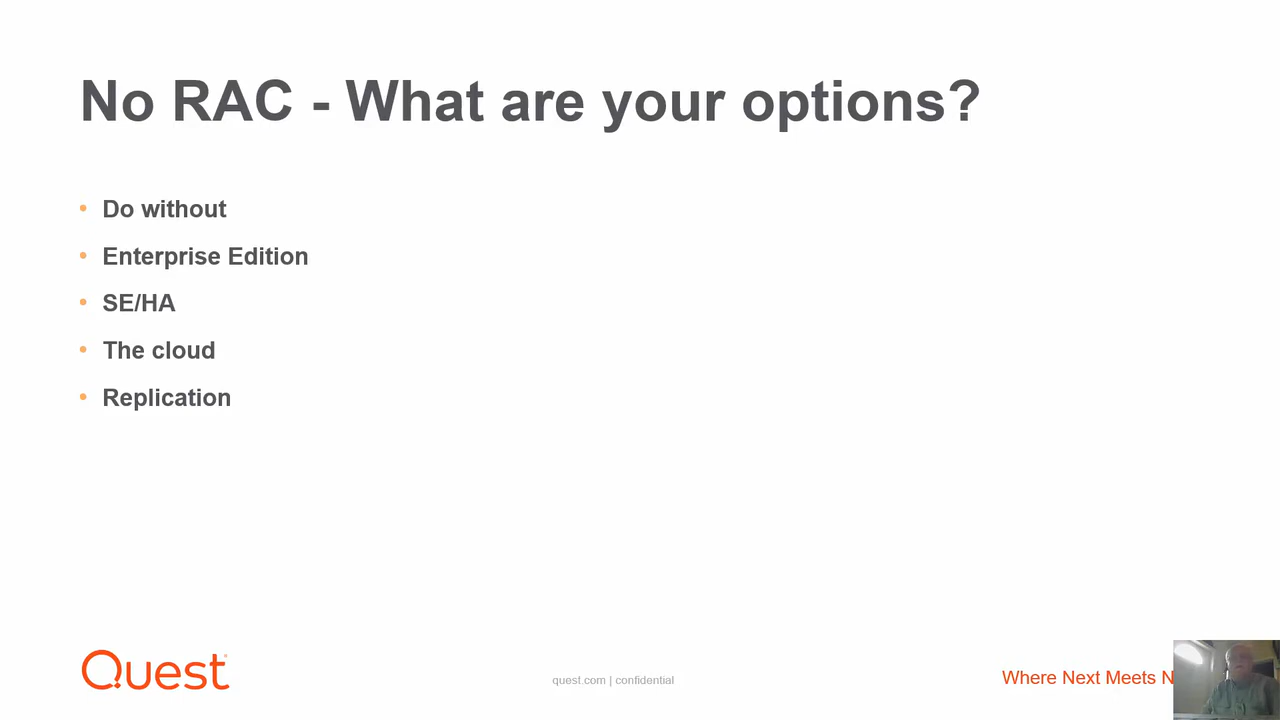 No RAC - What are your options?
• Do without
• Enterprise Edition
• SE/HA
• The cloud
• Replication
Quest
quest.com | confidential
Where Next Meets N